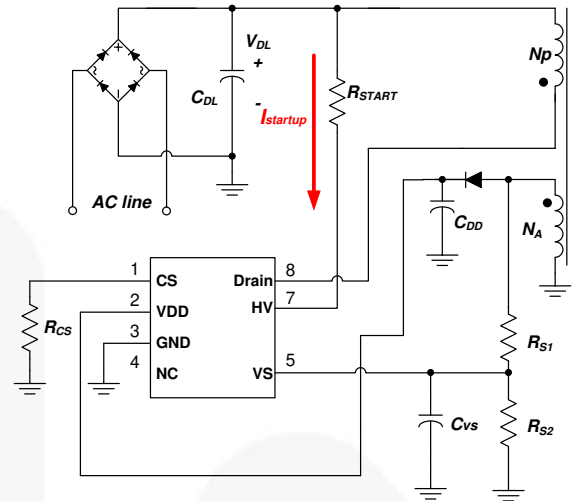 V_DL
+
Np
C_DL
-
I_startup
R_START
AC line
C_DD
N_A
1
CS
Drain
8
2
VDD
HV
7
R_CS
3
GND
R_S1
4
NC
VS
5
C_VS
R_S2